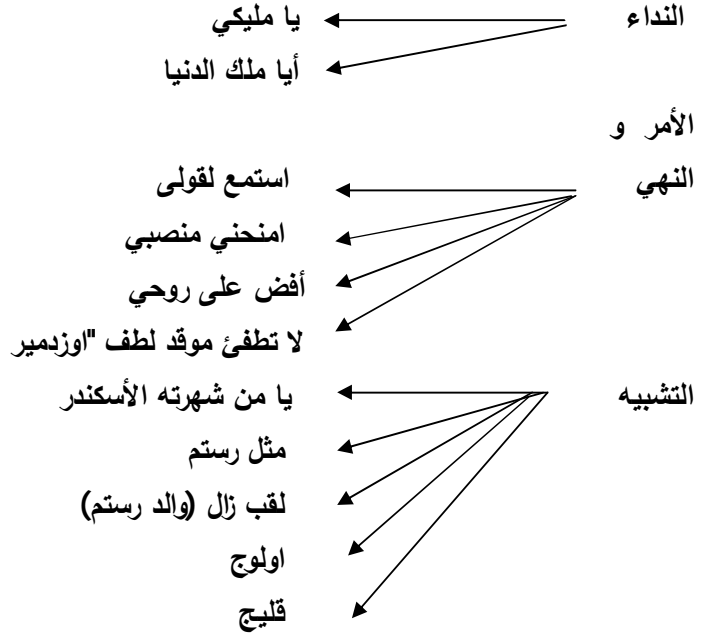 النداء يا مليكي
أيا ملك الدنيا
الأمر و
النهي استمع لقولى
امنحني منصبي
أفض على روحي
لا تطفئ موقد لطف "اوزدمير
التشبيه يا من شهرته الأسكندر
مثل رستم
لقب زال (والد رستم)
اولوج
قليج